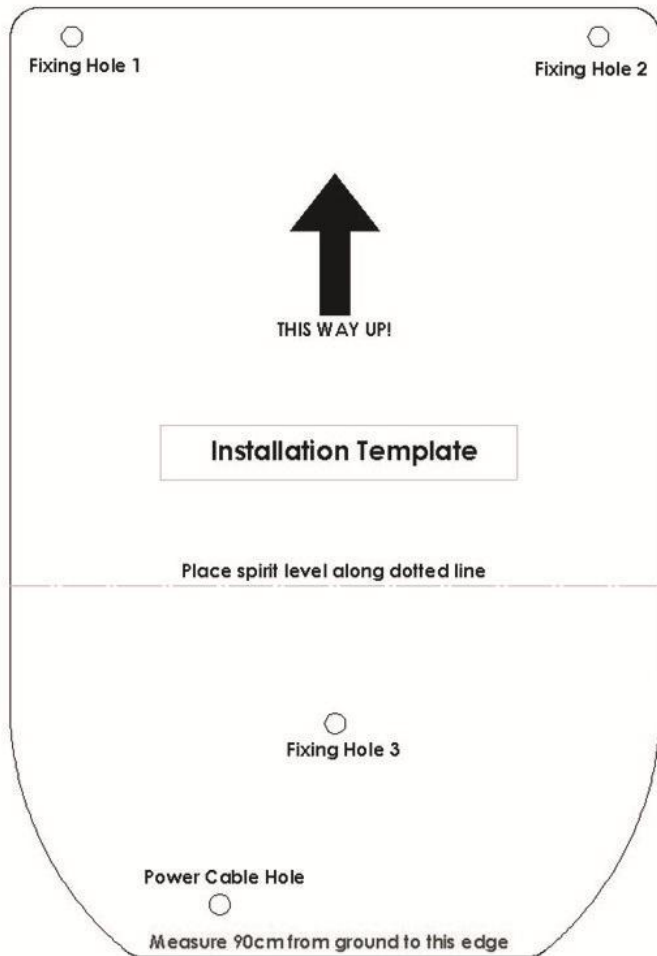 Fixing Hole 1
Fixing Hole 2
THIS WAY UP!
Installation Template
Place spirit level along dotted line
Fixing Hole 3
Power Cable Hole
Measure 90cm from ground to this edge